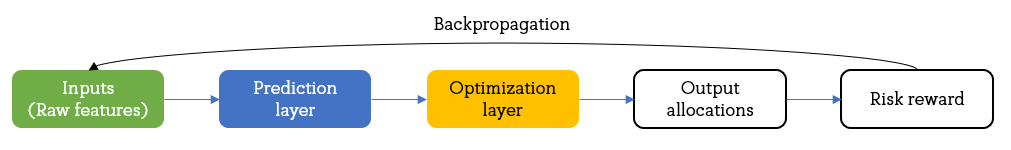 Backpropagation
Inputs
(Raw features)
Prediction
layer
Optimization
layer
Output
allocations
Risk reward